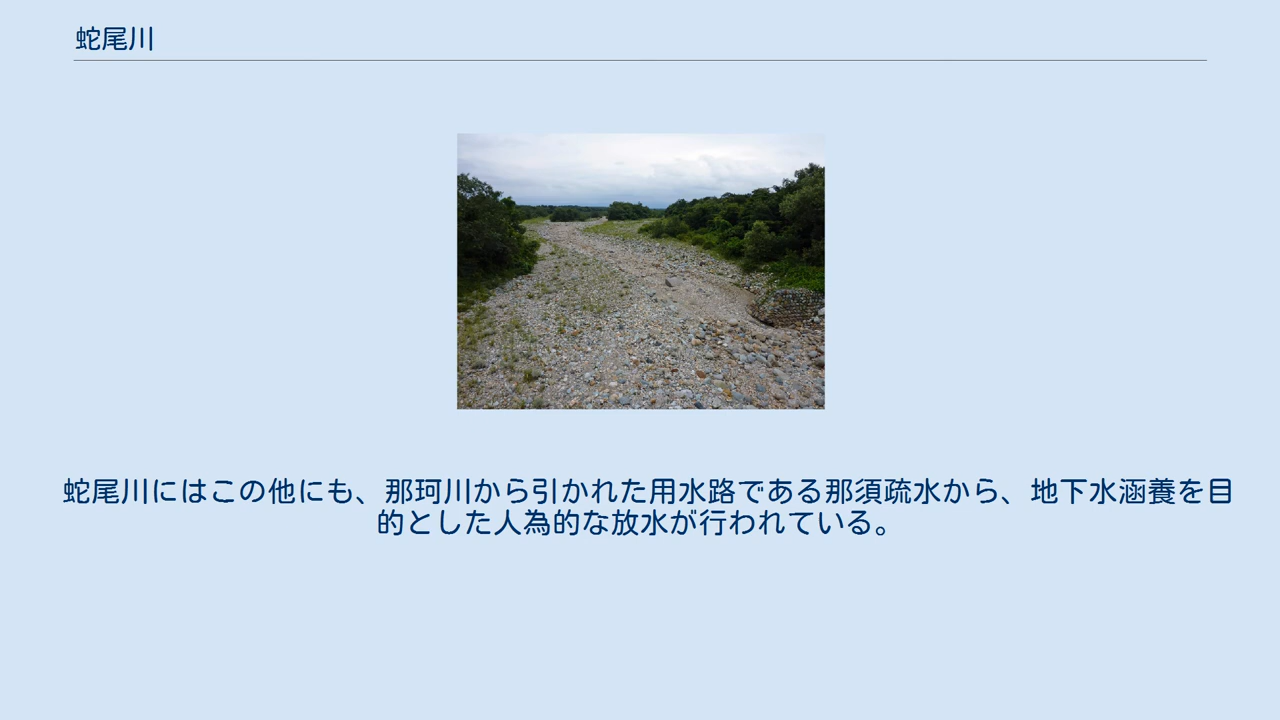 蛇尾川
蛇尾川にはこの他にも、那珂川から引かれた用水路である那須疏水から、地下水涵養を目
的とした人為的な放水が行われている。